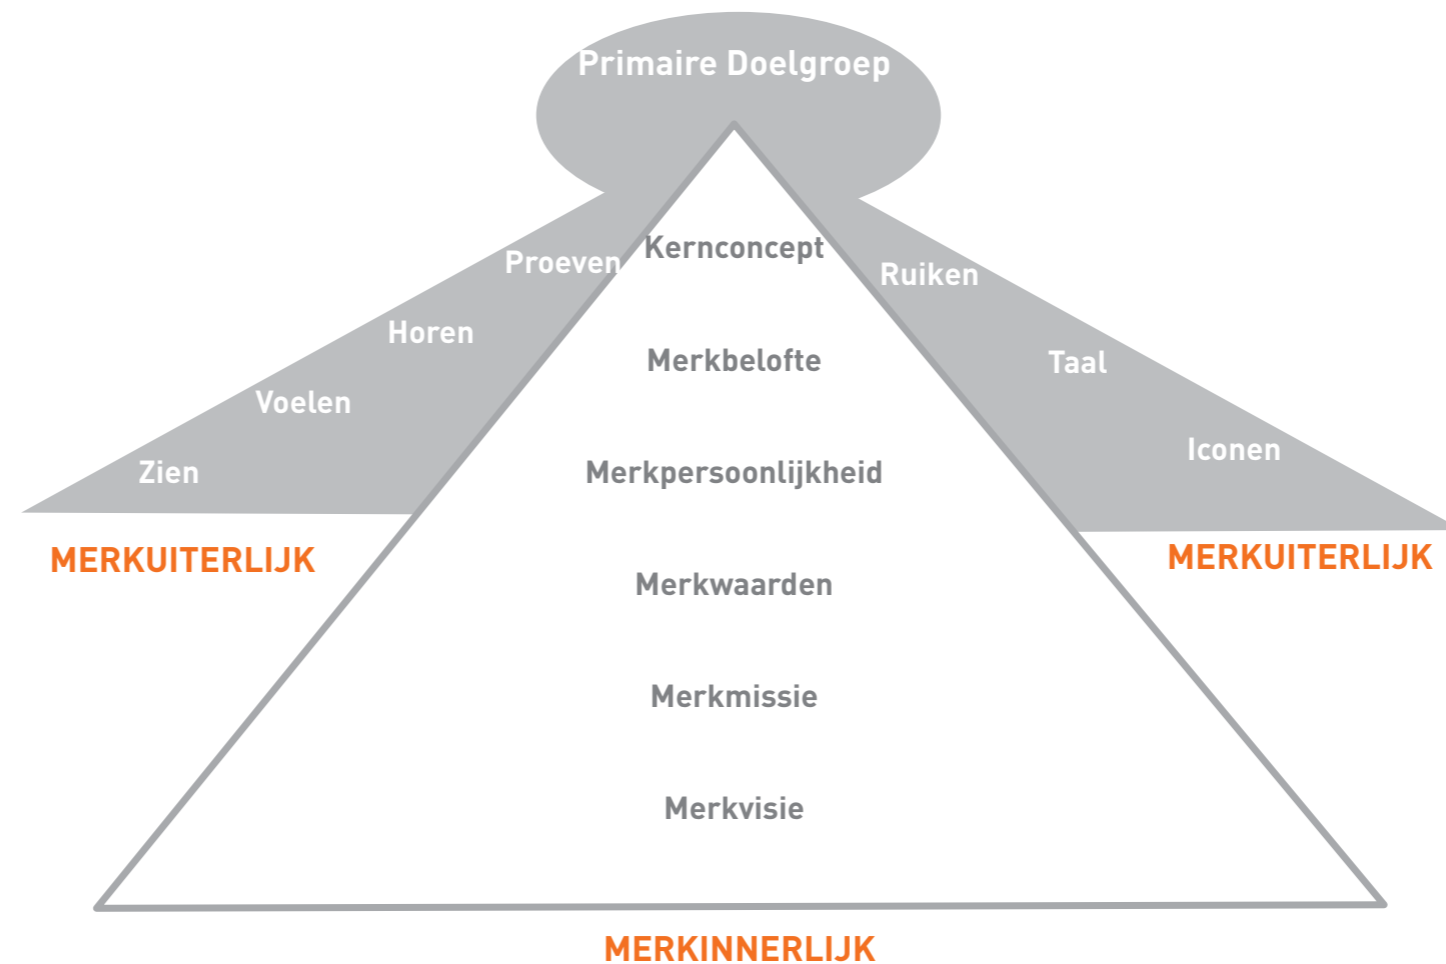 Primaire Doelgroep
Kernconcept
Proeven
Ruiken
Horen
Merkbelofte
Taal
Voelen
Iconen
Zien
Merkpersoonlijkheid
MERKUITERLIJK
MERKUITERLIJK
Merkwaarden
Merkmissie
Merkvisie
MERKINNERLIJK